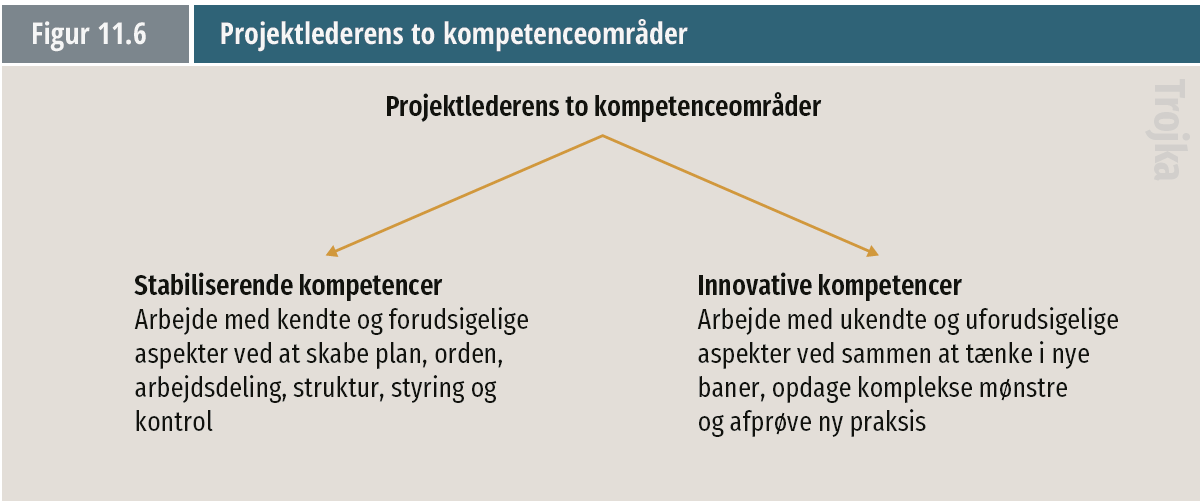 Figur 11.6
Projektlederens to kompetenceområder
Trojka
Projektlederens to kompetenceområder
Stabiliserende kompetencer
Arbejde med kendte og forudsigelige
aspekter ved at skabe plan, orden,
arbejdsdeling, struktur, styring og
kontrol
Innovative kompetencer
Arbejde med ukendte og uforudsigelige
aspekter ved sammen at tænke i nye
baner, opdage komplekse mønstre
og afprøve ny praksis